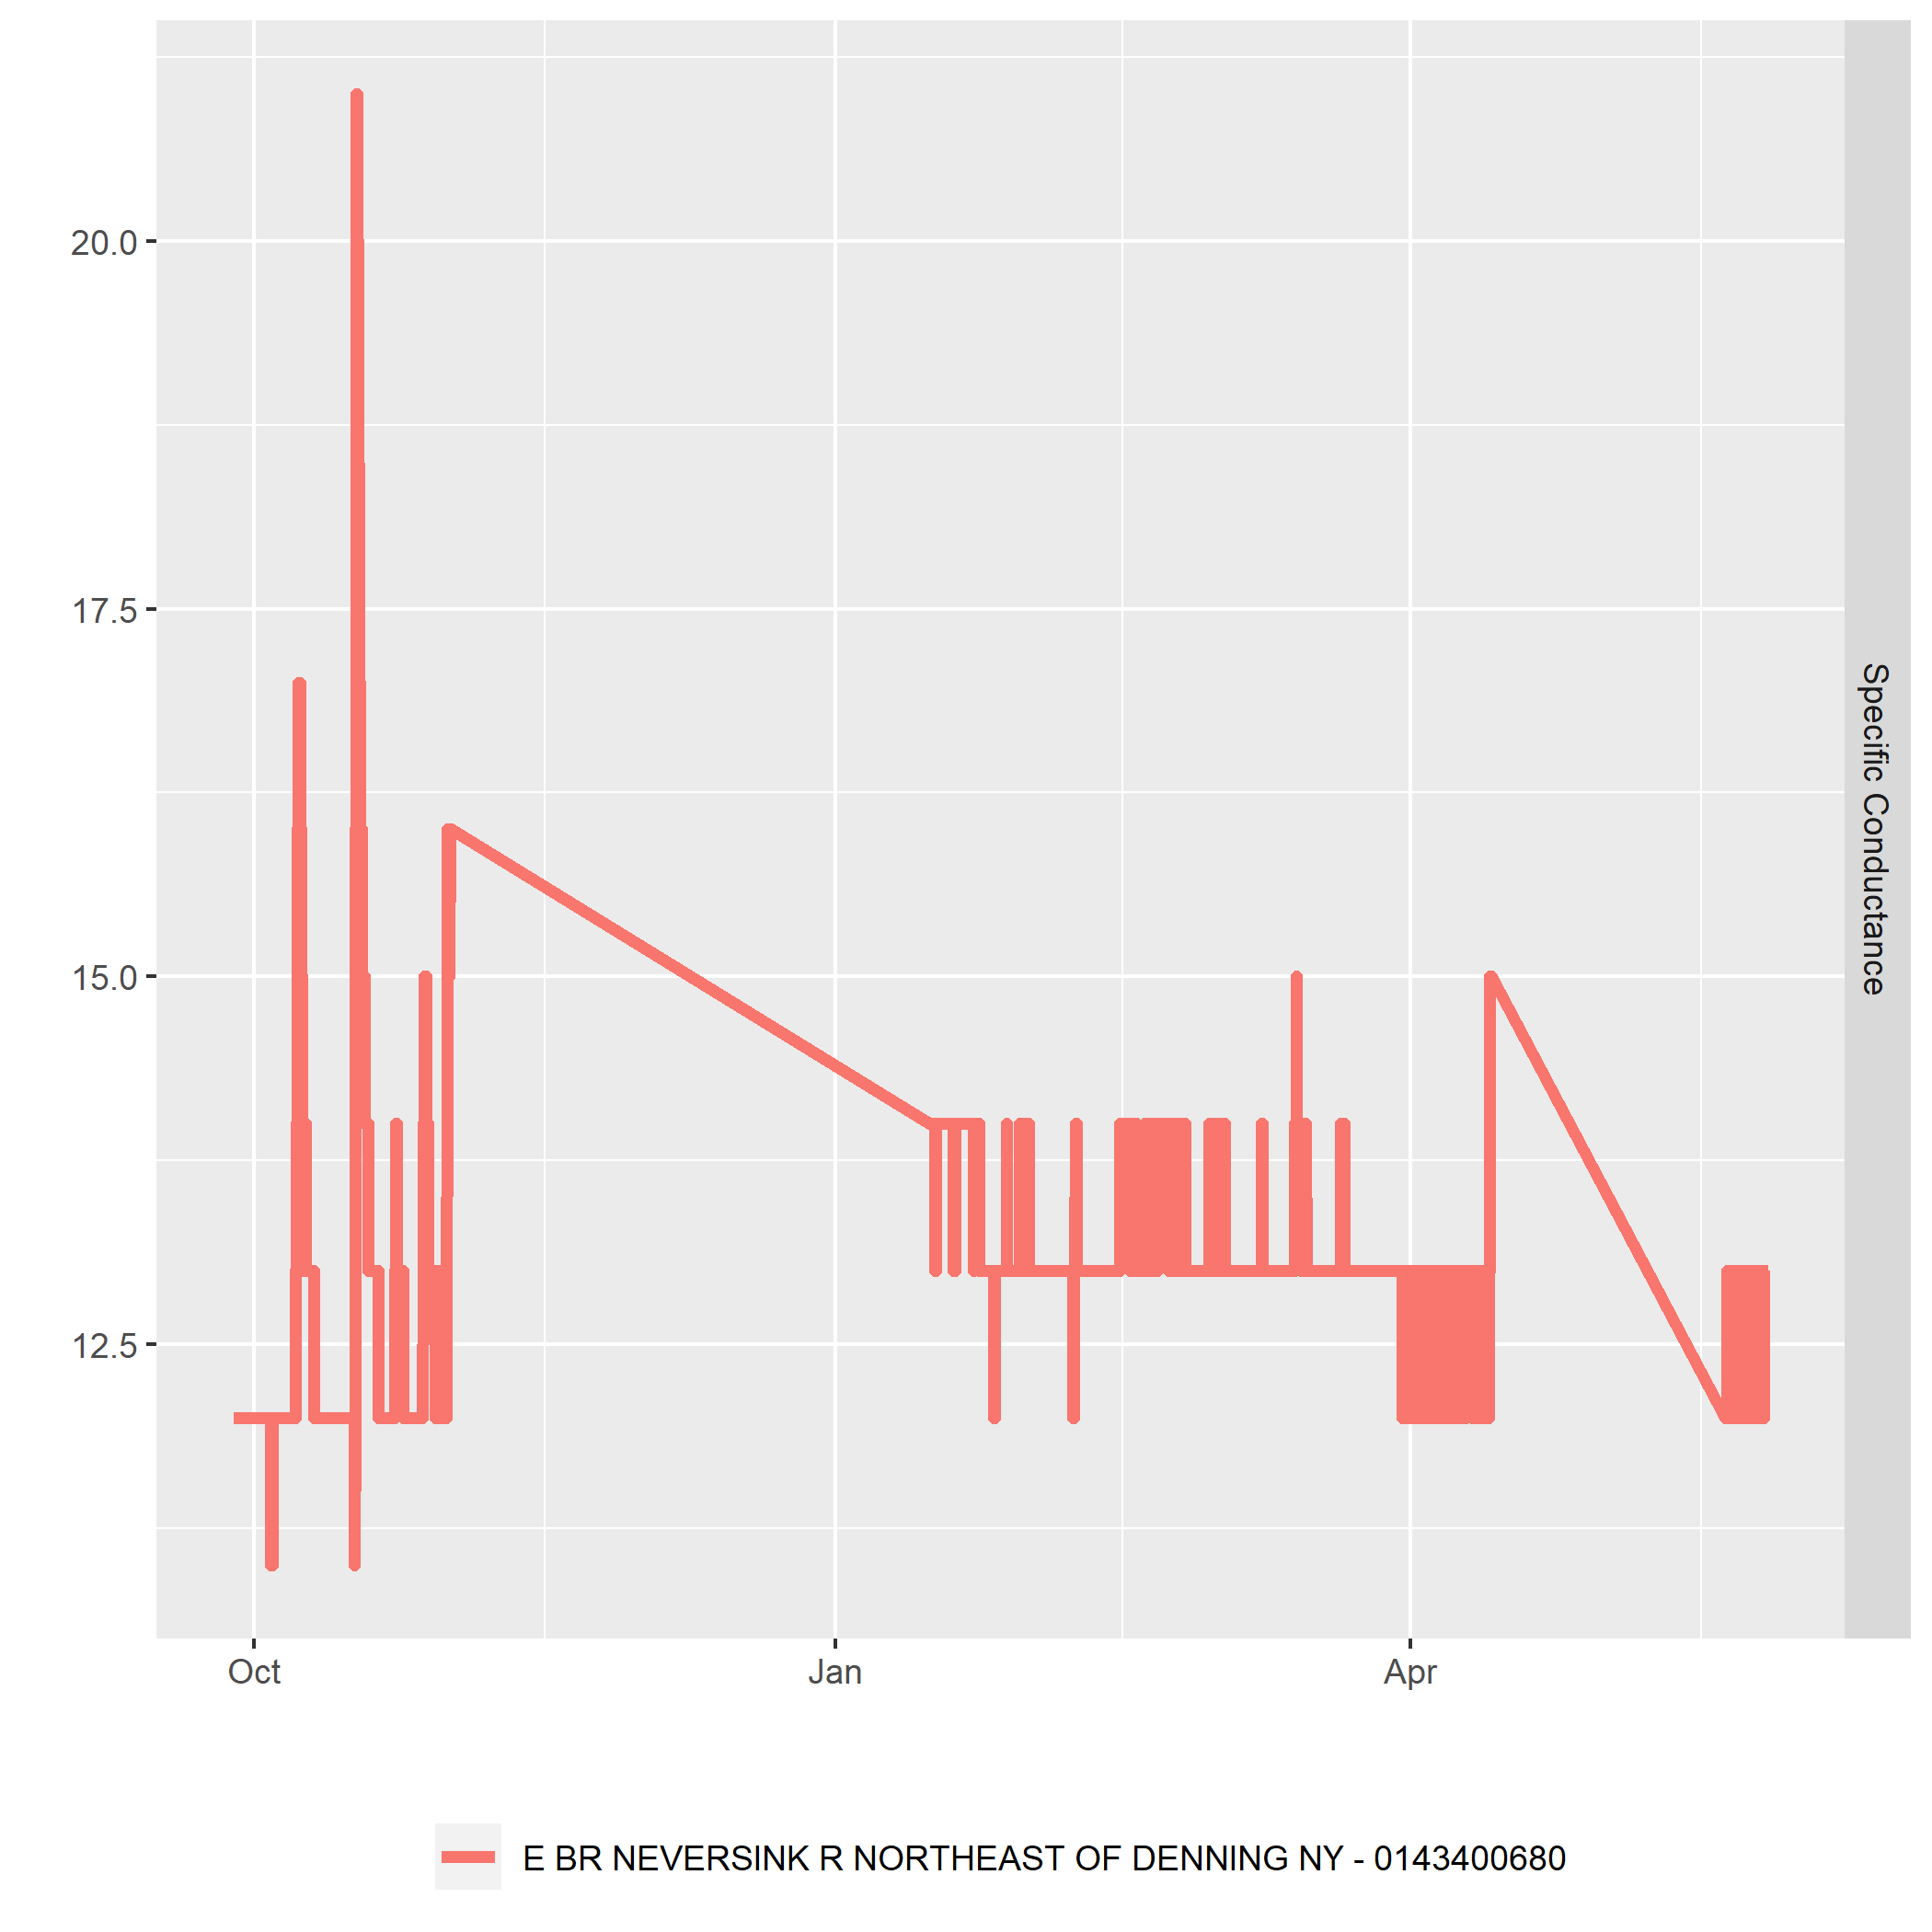 20.0
17.5
15.0
12.5
Specific Conductance
Oct
Jan
Apr
E BR NEVERSINK R NORTHEAST OF DENNING NY - 0143400680